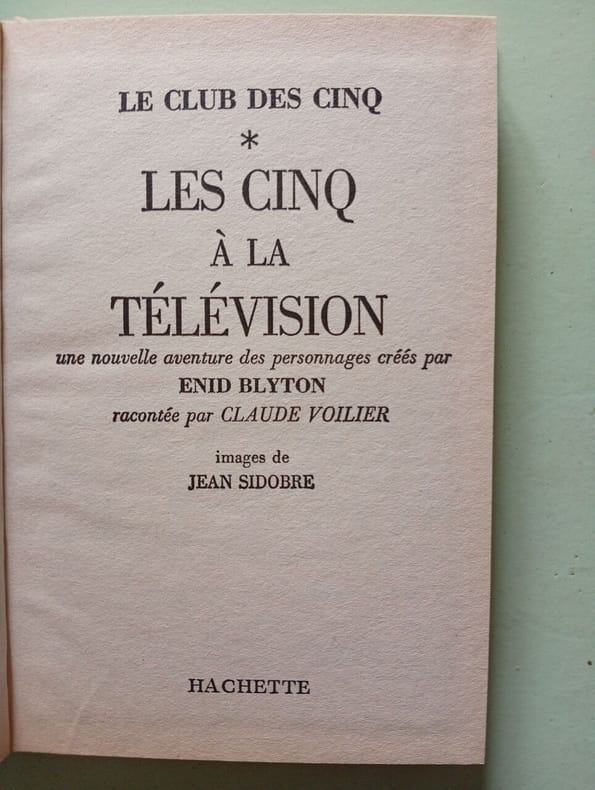 LE CLUB DES CINQ
*
LES CINQ
À LA
TÉLÉVISION
une nouvelle aventure des personnages créés par
ENID BLYTON
racontée par CLAUDE VOILIER
images de
JEAN SIDOBRE
HACHETTE